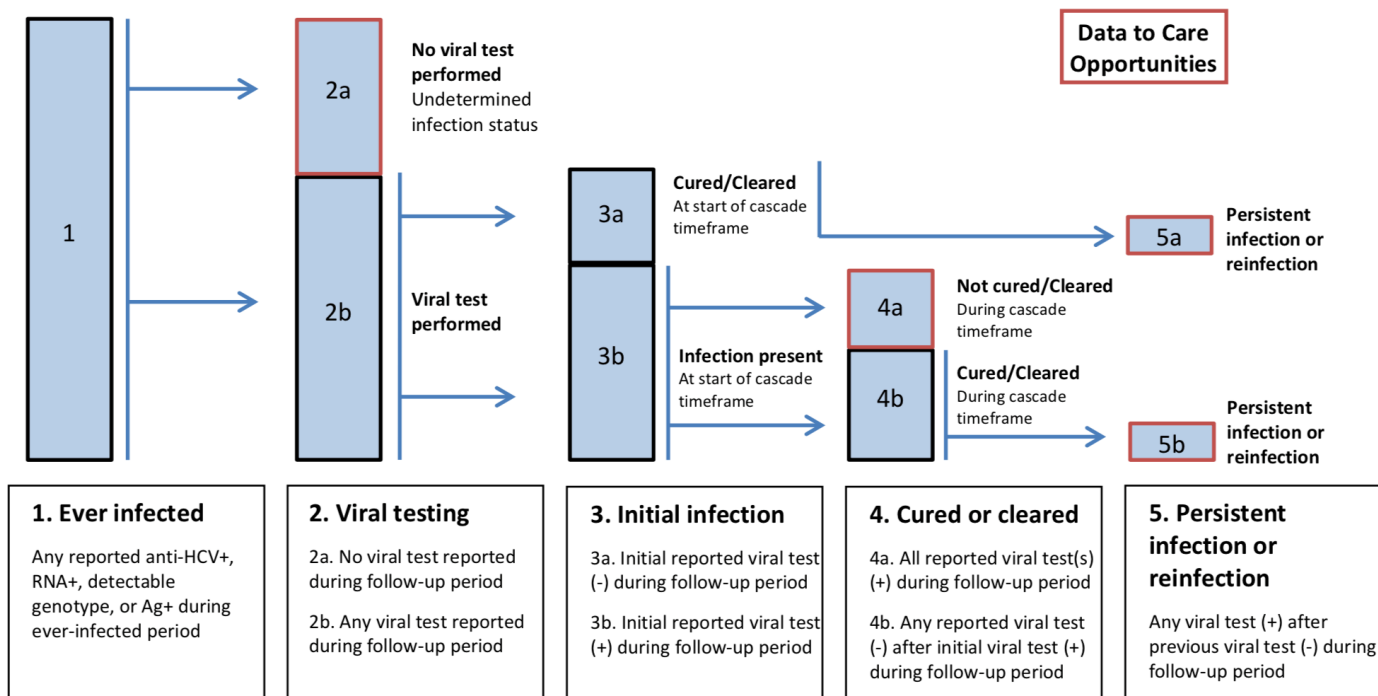 Data to Care
Opportunities
1
2a
No viral test
performed
Undetermined
infection status
2b
Viral test
performed
3a
Cured/Cleared
At start of cascade
timeframe
3b
Infection present
At start of cascade
timeframe
4a
Not cured/Cleared
During cascade
timeframe
4b
Cured/Cleared
During cascade
timeframe
5a
Persistent
infection or
reinfection
5b
Persistent
infection or
reinfection
1. Ever infected
Any reported anti-HCV+,
RNA+, detectable
genotype, or Ag+ during
ever-infected period
2. Viral testing
2a. No viral test reported
during follow-up period
2b. Any viral test reported
during follow-up period
3. Initial infection
3a. Initial reported viral test
(-) during follow-up period
3b. Initial reported viral test
(+) during follow-up period
4. Cured or cleared
4a. All reported viral test(s)
(+) during follow-up period
4b. Any reported viral test
(-) after initial viral test (+)
during follow-up period
5. Persistent
infection or
reinfection
Any viral test (+) after
previous viral test (-) during
follow-up period